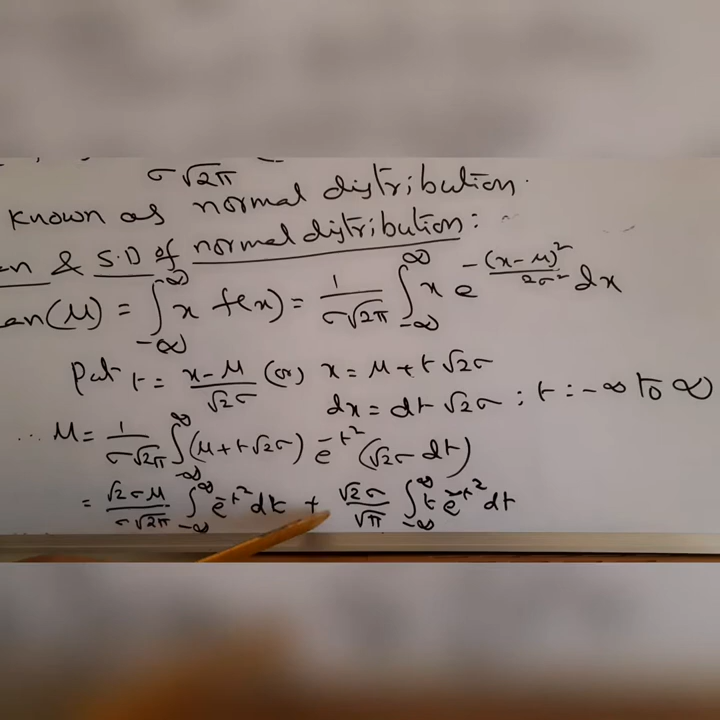 σ√2π
known as normal distribution.
& S.D of normal distribution:
(μ) = ∫_{-∞}^{∞} x f(x) = 1/(σ√2π) ∫_{-∞}^{∞} x e^{-(x-μ)²/2σ²} dx
put t = (x-μ)/(√2σ) (or) x = μ + t√2σ
dx = dt √2σ ; t : -∞ to ∞
... μ = 1/(σ√2π) ∫_{-∞}^{∞} (μ + t√2σ) e^{-t²} (√2σ dt)
= (√2σμ)/(σ√2π) ∫_{-∞}^{∞} e^{-t²} dt + (√2σ)/(√π) ∫_{-∞}^{∞} t e^{-t²} dt